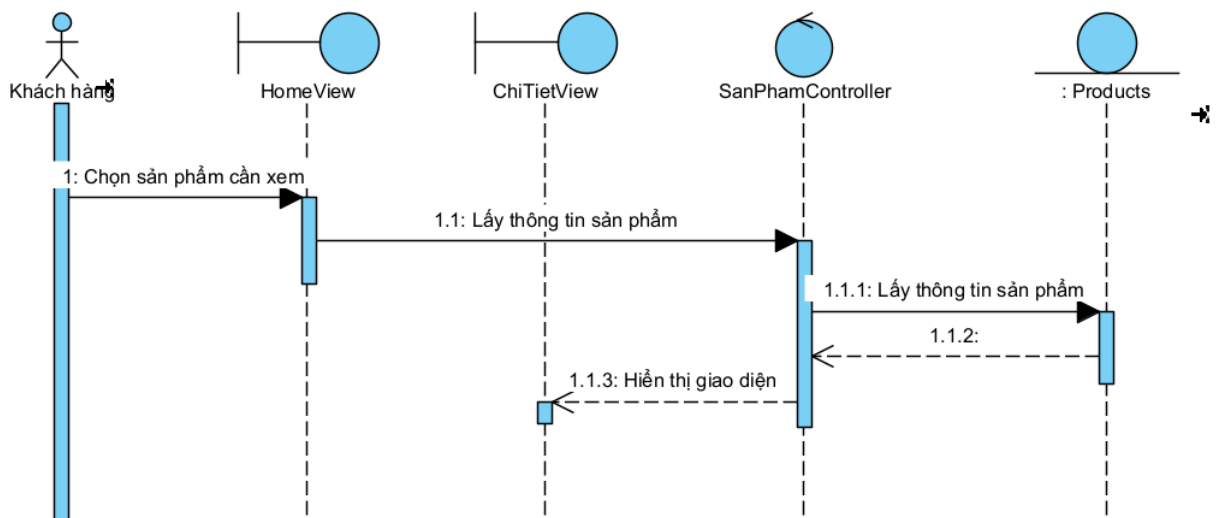 Khách hàng
HomeView
ChiTietView
SanPhamController
: Products
1: Chọn sản phẩm cần xem
1.1: Lấy thông tin sản phẩm
1.1.1: Lấy thông tin sản phẩm
1.1.2:
1.1.3: Hiển thị giao diện